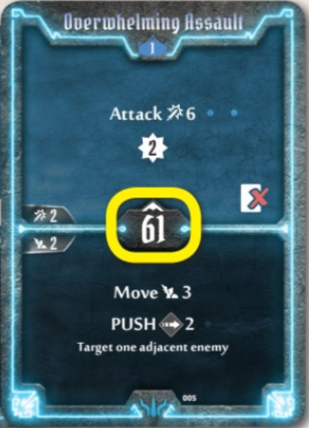 Overwhelming Assault
1
Attack 6
2
2
61
2
Move 3
PUSH 2
Target one adjacent enemy
005